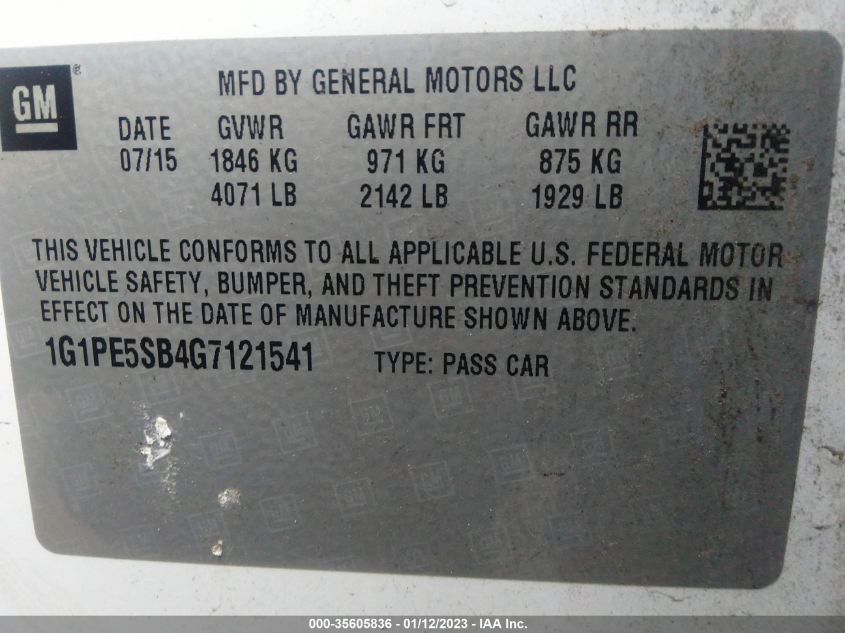 GM® MFD BY GENERAL MOTORS LLC
DATE GVWR GAWR FRT GAWR RR
07/15 1846 KG 971 KG 875 KG
4071 LB 2142 LB 1929 LB
THIS VEHICLE CONFORMS TO ALL APPLICABLE U.S. FEDERAL MOTOR
VEHICLE SAFETY, BUMPER, AND THEFT PREVENTION STANDARDS IN
EFFECT ON THE DATE OF MANUFACTURE SHOWN ABOVE.
1G1PE5SB4G7121541 TYPE: PASS CAR
000-35605836 - 01/12/2023 - IAA Inc.